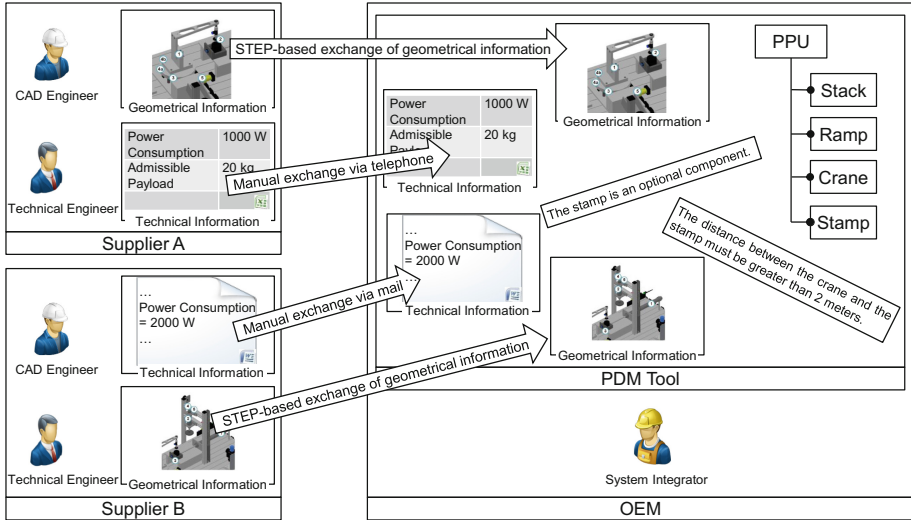 CAD Engineer
Geometrical Information
Technical Engineer
Power
Consumption
1000 W
Admissible
Payload
20 kg
Technical Information
Supplier A
STEP-based exchange of geometrical information
Manual exchange via telephone
CAD Engineer
...
Power Consumption
= 2000 W
...
Technical Information
Technical Engineer
Geometrical Information
Supplier B
Manual exchange via mail
STEP-based exchange of geometrical information
Geometrical Information
Power
Consumption
1000 W
Admissible
20 kg
Technical Information
...
Power Consumption
= 2000 W
Technical Information
Geometrical Information
PPU
Stack
Ramp
Crane
Stamp
The stamp is an optional component.
The distance between the crane and the
stamp must be greater than 2 meters.
PDM Tool
System Integrator
OEM